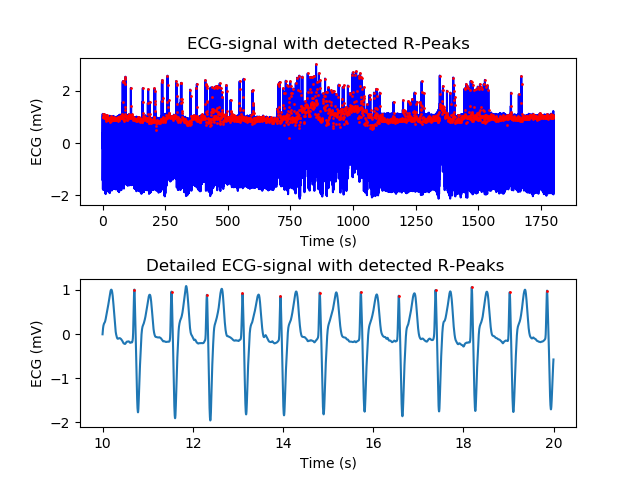 ECG-signal with detected R-Peaks
2
0
−2
ECG (mV)
0 250 500 750 1000 1250 1500 1750
Time (s)
Detailed ECG-signal with detected R-Peaks
1
0
−1
−2
ECG (mV)
10 12 14 16 18 20
Time (s)